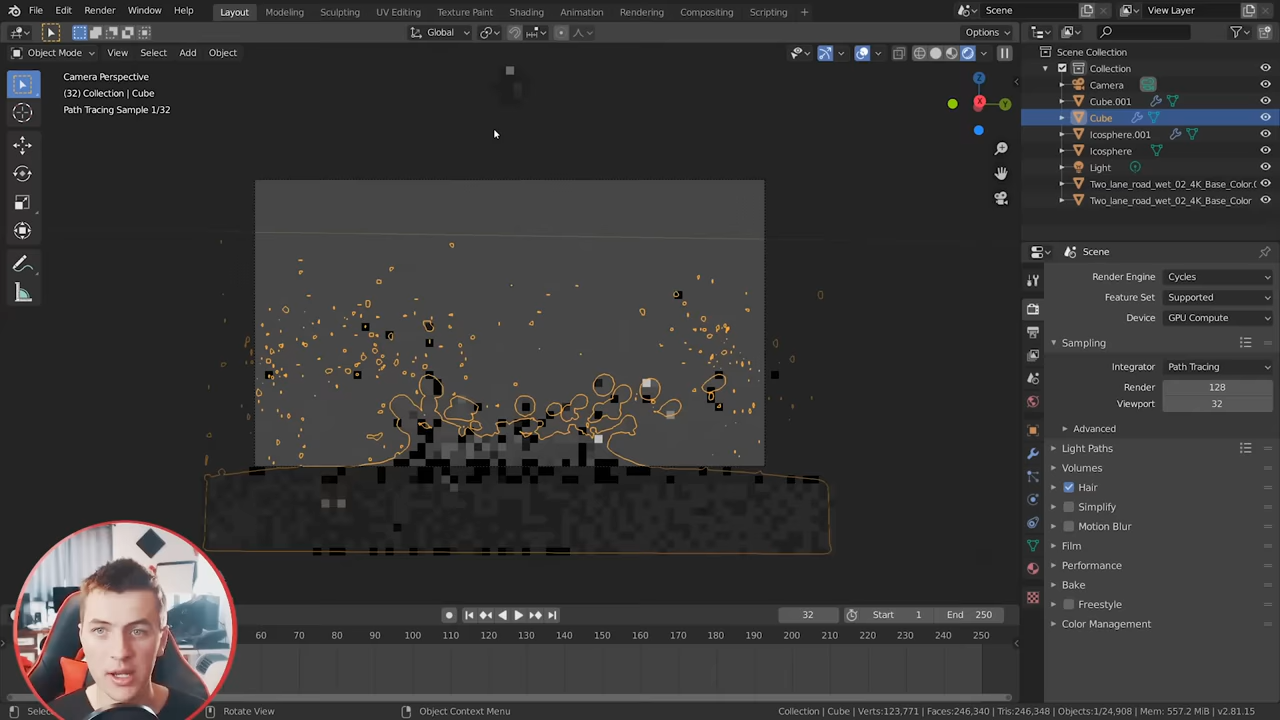 File Edit Render Window Help Layout Modeling Sculpting UV Editing Texture Paint Shading Animation Rendering Compositing Scripting + Scene View Layer
Global Options
Object Mode View Select Add Object
Scene Collection
Collection
Camera
Cube.001
Cube
Icosphere.001
Icosphere
Light
Two_lane_road_wet_02_4K_Base_Color.(
Two_lane_road_wet_02_4K_Base_Color
Camera Perspective
(32) Collection | Cube
Path Tracing Sample 1/32
Z
X
Y
Scene
Render Engine Cycles
Feature Set Supported
Device GPU Compute
Sampling
Integrator Path Tracing
Render 128
Viewport 32
Advanced
Light Paths
Volumes
Hair
Simplify
Motion Blur
Film
Performance
Bake
Freestyle
Color Management
32 Start 1 End 250
60 70 80 90 100 110 120 130 140 150 160 170 180 190 200 210 220 230 240 250
Selec Rotate View Object Context Menu Collection | Cube | Verts:123,771 | Faces:246,340 | Tris:246,348 | Objects:1/24,908 | Mem: 557.2 MiB | v2.81.15